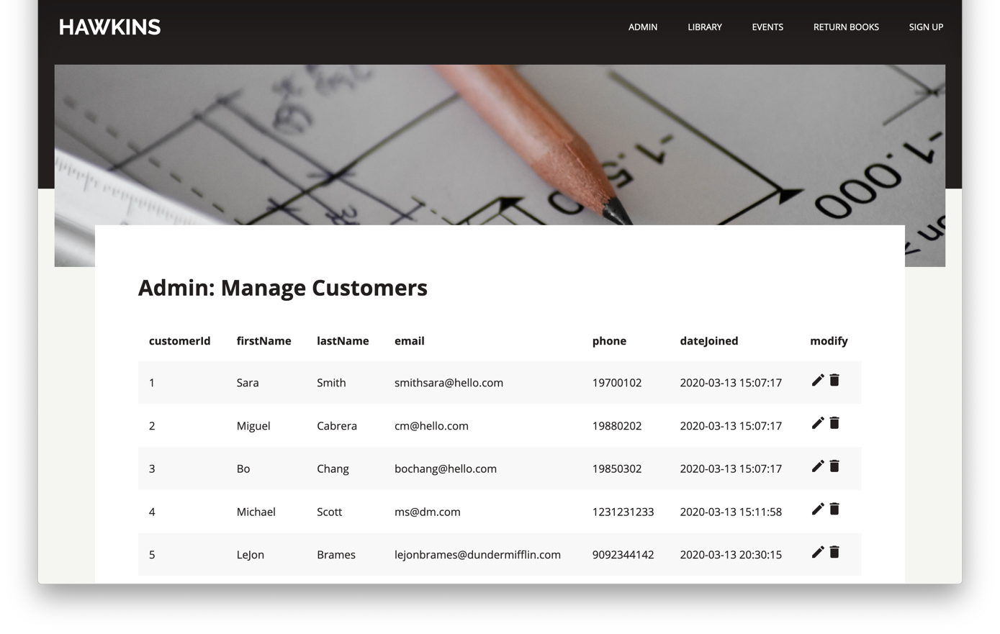 HAWKINS
ADMIN LIBRARY EVENTS RETURN BOOKS SIGN UP
-1.000
Admin: Manage Customers
customerId firstName lastName email phone dateJoined modify
1 Sara Smith smithsara@hello.com 19700102 2020-03-13 15:07:17
2 Miguel Cabrera cm@hello.com 19880202 2020-03-13 15:07:17
3 Bo Chang bochang@hello.com 19850302 2020-03-13 15:07:17
4 Michael Scott ms@dm.com 1231231233 2020-03-13 15:11:58
5 LeJon Brames lejonbrames@dundermifflin.com 9092344142 2020-03-13 20:30:15